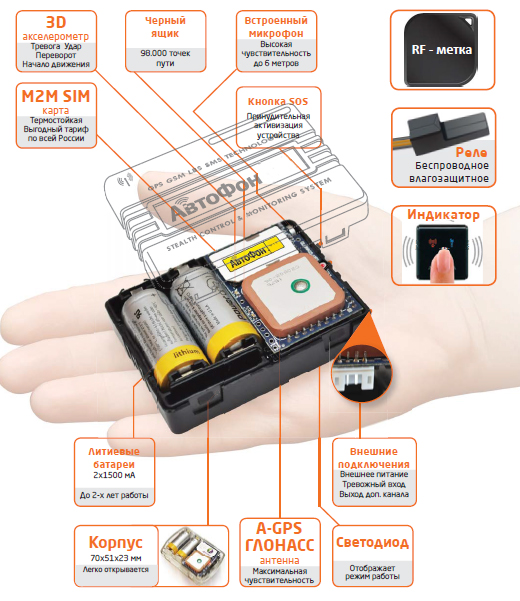 3D
акселерометр
Тревога Удар
Переворот
Начало движения
Черный
ящик
98.000 точек
пути
Встроенный
микрофон
Высокая
чувствительность
до 6 метров
RF - метка
M2M SIM
карта
Термостойкая
Выгодный тариф
по всей России
Кнопка SOS
Принудительная
активизация
устройства
Реле
Беспроводное
влагозащитное
Индикатор
GPS GSM LBS BMS TECHNOLOGY
АвтоФон
STEALTH CONTROL & MONITORING SYSTEM
АвтоФон
lithium
Литиевые
батареи
2x1500 мА
До 2-х лет работы
Внешние
подключения
Внешнее питание
Тревожный вход
Выход доп. канала
Корпус
70x51x23 мм
Легко открывается
A-GPS
ГЛОНАСС
антенна
Максимальная
чувствительность
Светодиод
Отображает
режим работы